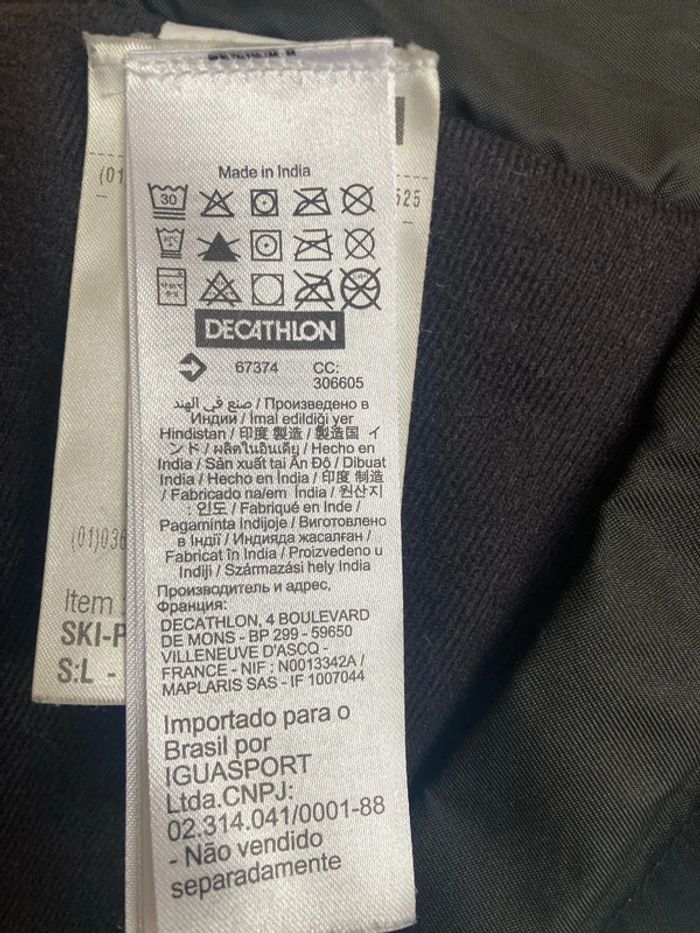 Made in India
30
DECATHLON
67374 CC:
306605
صنع في الهند / Произведено в
Индии / İmal edildiği yer
Hindistan / 印度 製造 / 製造国 イ
ンド / ผลิตในอินเดีย / Hecho en
India / Sản xuất tại Ấn Độ / Dibuat
India / Hecho en India / 印度 制造
/ Fabricado na/em India / 원산지
: 인도 / Fabriqué en Inde /
Pagaminta Indijoje / Виготовлено
в Індії / Индияда жасалған /
Fabricat în India / Proizvedeno u
Indiji / Származási hely India
Производитель и адрес,
Франция:
DECATHLON, 4 BOULEVARD
DE MONS - BP 299 - 59650
VILLENEUVE D'ASCQ -
FRANCE - NIF : N0013342A /
MAPLARIS SAS - IF 1007044
Importado para o
Brasil por
IGUASPORT
Ltda.CNPJ:
02.314.041/0001-88
- Não vendido
separadamente
(01
525
(01)036
Item :
SKI-P
S:L -